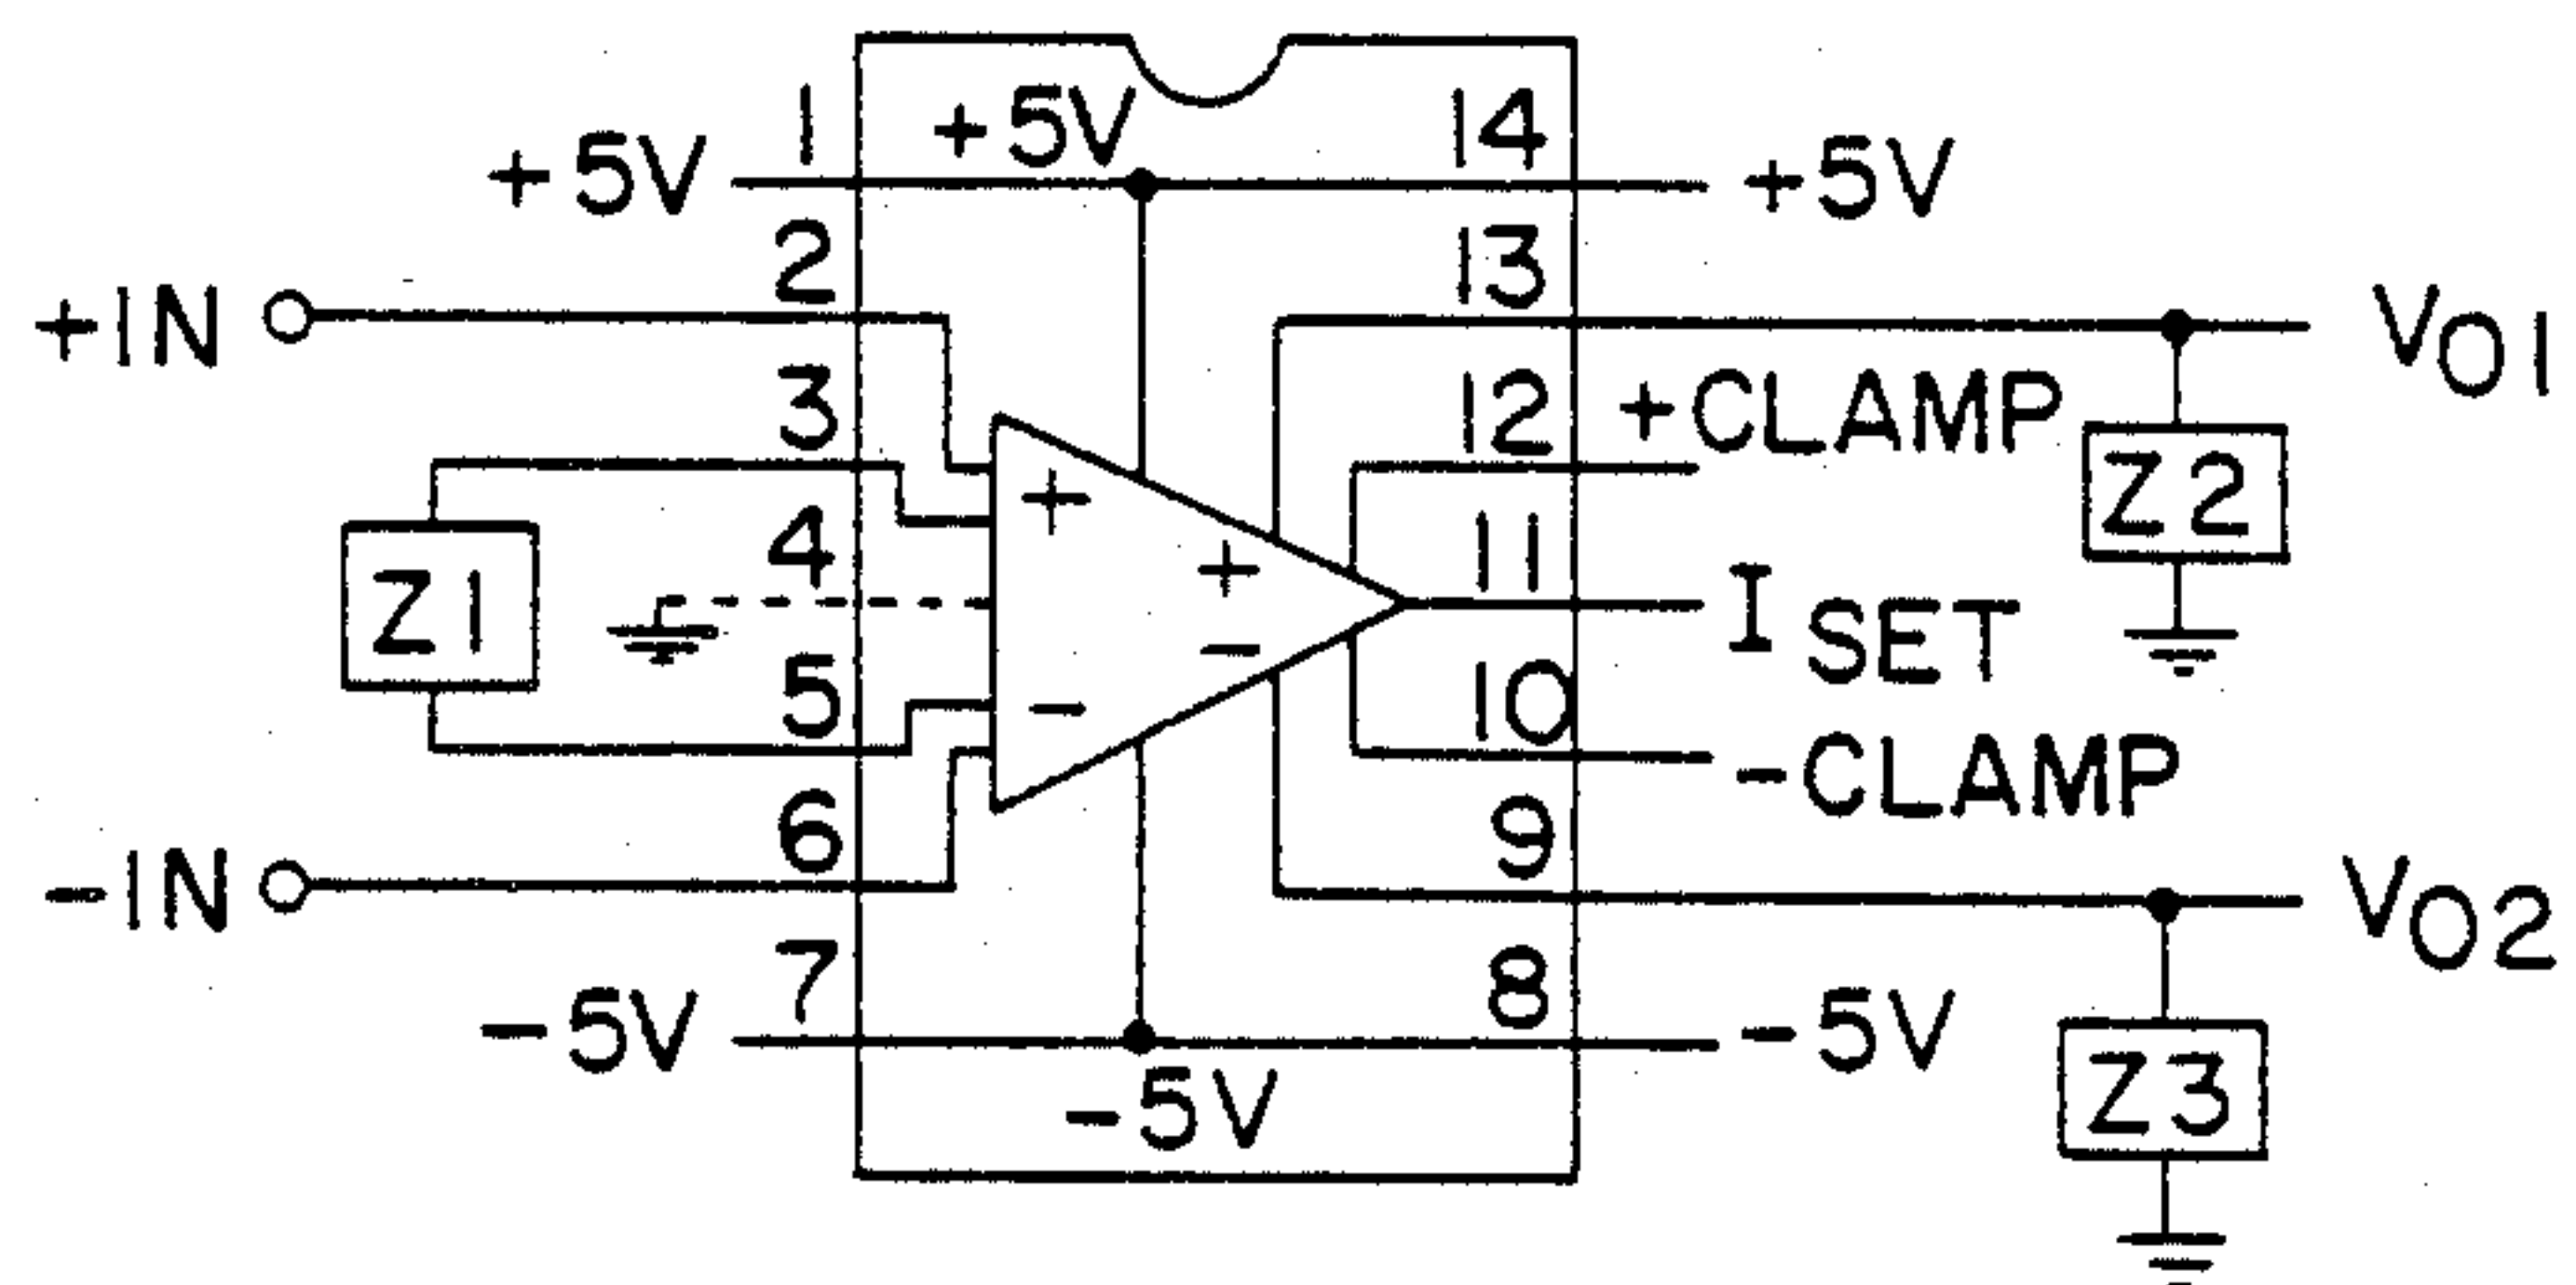 1 +5V 14
+5V +5V
2 13
+IN VO1
3 12 +CLAMP
+ Z2
4 11
Z1 + ISET
5 - - 10
-CLAMP
6 9
-IN VO2
7 8
-5V -5V
-5V Z3